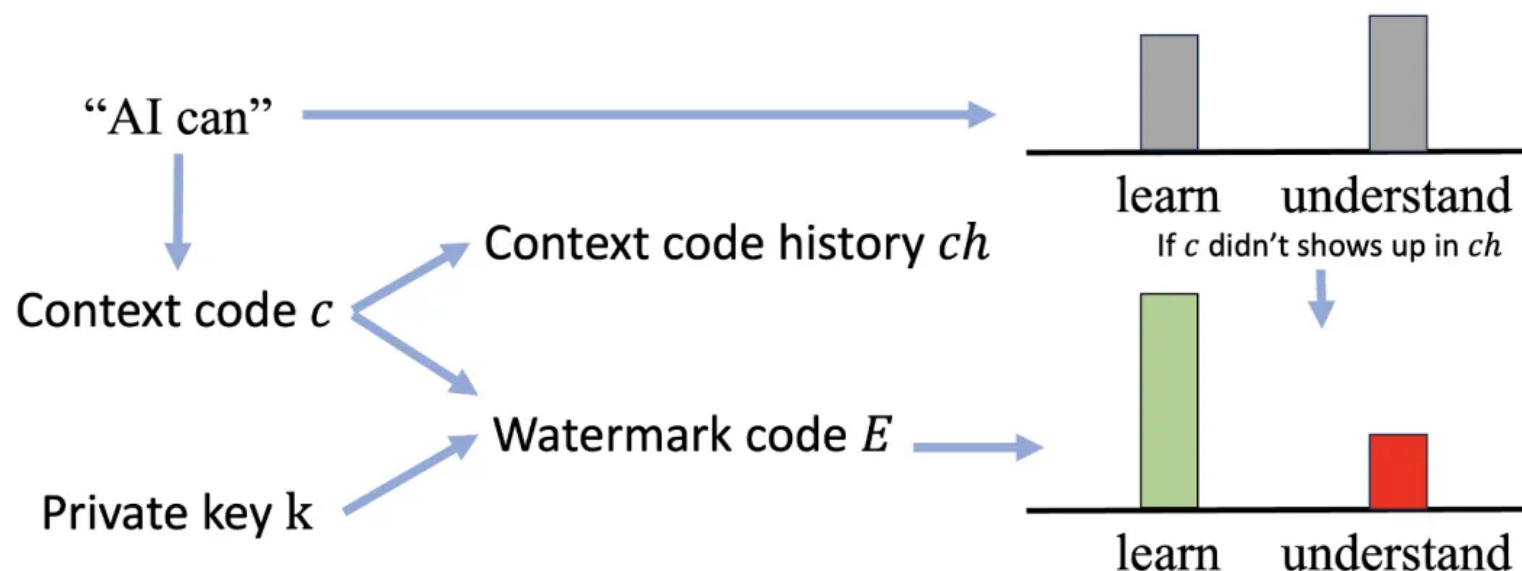 “AI can”
learn understand
Context code history 𝑐ℎ
If 𝑐 didn’t shows up in 𝑐ℎ
Context code 𝑐
Watermark code 𝐸
Private key k
learn understand